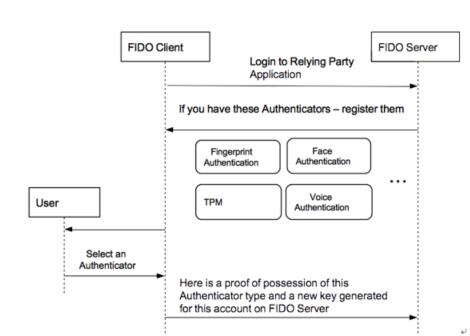 FIDO Client
FIDO Server
Login to Relying Party
Application
If you have these Authenticators – register them
Fingerprint
Authentication
Face
Authentication
TPM
Voice
Authentication
...
User
Select an
Authenticator
Here is a proof of possession of this
Authenticator type and a new key generated
for this account on FIDO Server